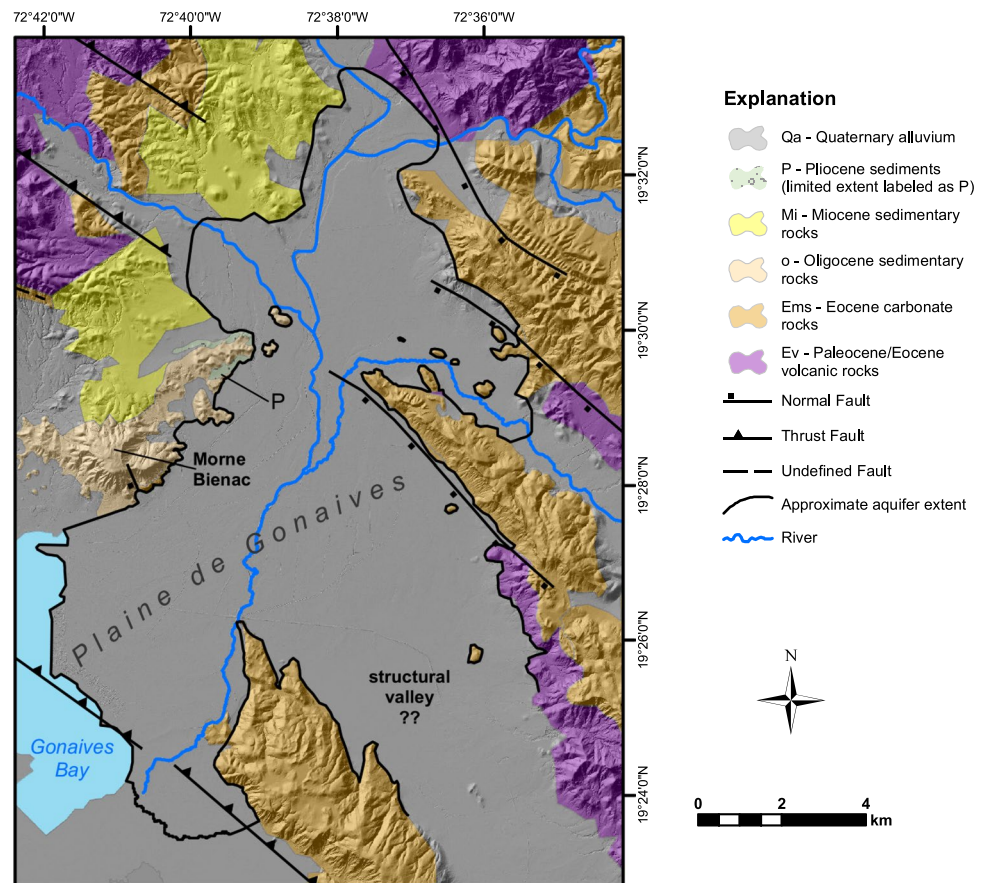 72°42'0"W
72°40'0"W
72°38'0"W
72°36'0"W
19°32'0"N
19°30'0"N
19°28'0"N
19°26'0"N
19°24'0"N
P
Morne
Bienac
Plaine de Gonaives
structural
valley
??
Gonaives
Bay
Explanation
Qa - Quaternary alluvium
P - Pliocene sediments
(limited extent labeled as P)
Mi - Miocene sedimentary
rocks
o - Oligocene sedimentary
rocks
Ems - Eocene carbonate
rocks
Ev - Paleocene/Eocene
volcanic rocks
Normal Fault
Thrust Fault
Undefined Fault
Approximate aquifer extent
River
N
0 2 4
km